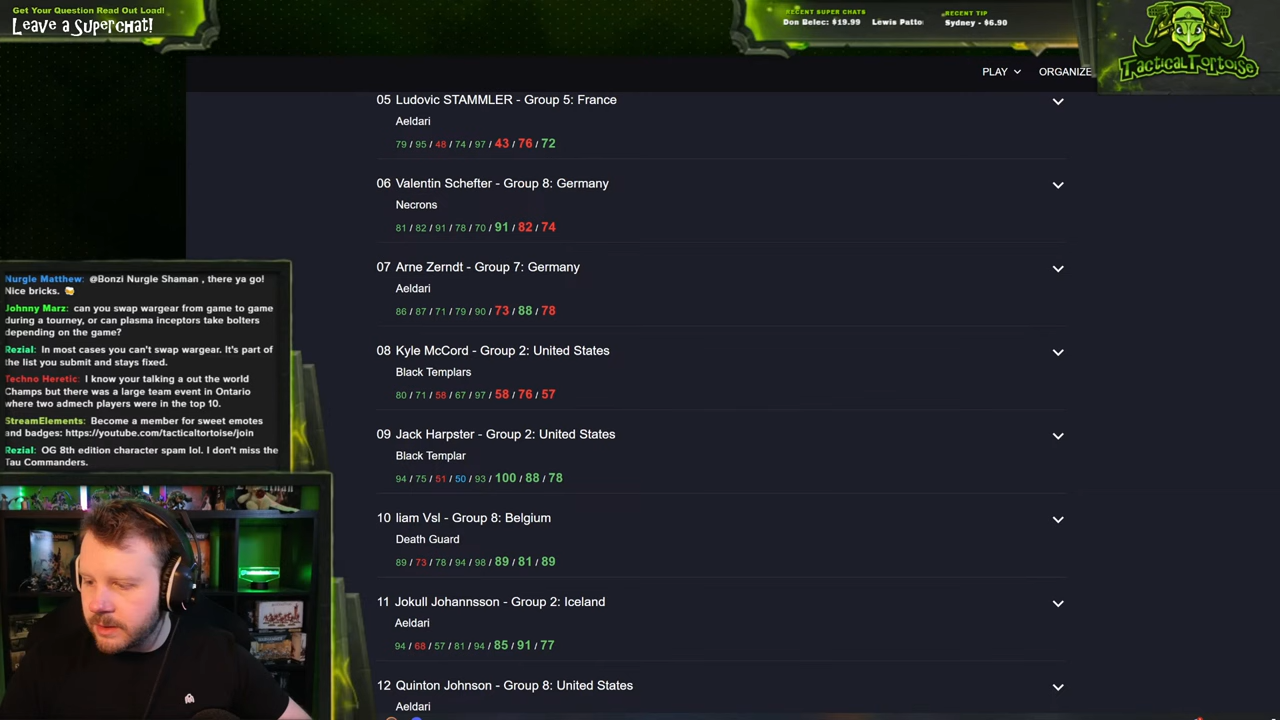 Get Your Question Read Out Load!
Leave a Superchat!
RECENT SUPER CHATS
Don Belec: $19.99 Lewis Patto
RECENT TIP
Sydney - $6.90
TacticalTortoise
PLAY
ORGANIZE
05 Ludovic STAMMLER - Group 5: France
Aeldari
79 / 95 / 48 / 74 / 97 / 43 / 76 / 72
06 Valentin Schefter - Group 8: Germany
Necrons
81 / 82 / 91 / 78 / 70 / 91 / 82 / 74
07 Arne Zerndt - Group 7: Germany
Aeldari
86 / 87 / 71 / 79 / 90 / 73 / 88 / 78
08 Kyle McCord - Group 2: United States
Black Templars
80 / 71 / 58 / 67 / 97 / 58 / 76 / 57
09 Jack Harpster - Group 2: United States
Black Templar
94 / 75 / 51 / 50 / 93 / 100 / 88 / 78
10 liam Vsl - Group 8: Belgium
Death Guard
89 / 73 / 78 / 94 / 98 / 89 / 81 / 89
11 Jokull Johannsson - Group 2: Iceland
Aeldari
94 / 68 / 57 / 81 / 94 / 85 / 91 / 77
12 Quinton Johnson - Group 8: United States
Aeldari
Nurgle Matthew: @Bonzi Nurgle Shaman , there ya go!
Nice bricks.
Johnny Marz: can you swap wargear from game to game
during a tourney, or can plasma inceptors take bolters
depending on the game?
Rezial: In most cases you can't swap wargear. It's part of
the list you submit and stays fixed.
Techno Heretic: I know your talking a out the world
Champs but there was a large team event in Ontario
where two admech players were in the top 10.
StreamElements: Become a member for sweet emotes
and badges: https://youtube.com/tacticaltortoise/join
Rezial: OG 8th edition character spam lol. I don't miss the
Tau Commanders.